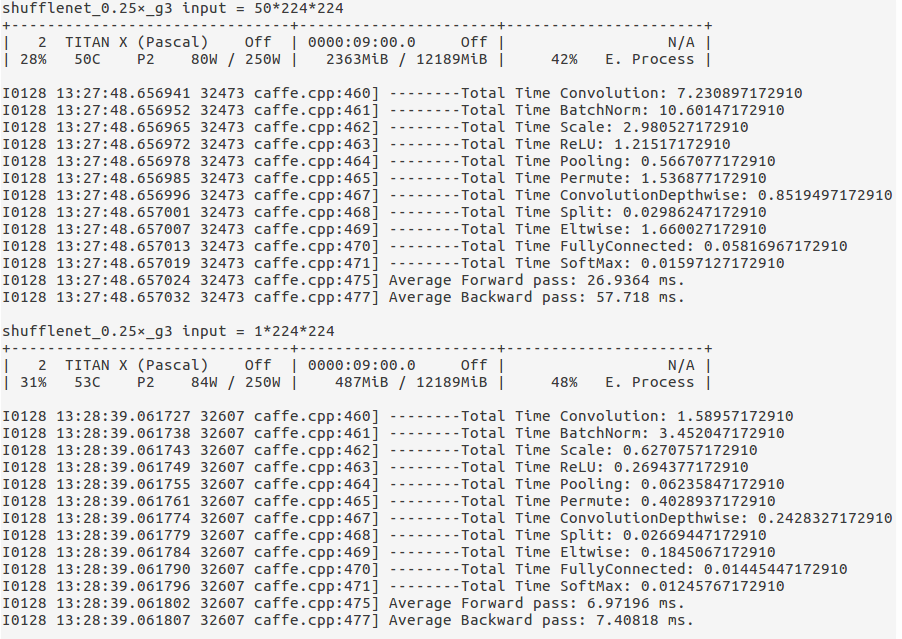 shufflenet_0.25×_g3 input = 50*224*224
+-------------------------------+----------------------+----------------------+
|   2  TITAN X (Pascal)    Off  | 0000:09:00.0     Off |                  N/A |
| 28%   50C    P2    80W / 250W |   2363MiB / 12189MiB |     42%   E. Process |
I0128 13:27:48.656941 32473 caffe.cpp:460] --------Total Time Convolution: 7.230897172910
I0128 13:27:48.656952 32473 caffe.cpp:461] --------Total Time BatchNorm: 10.60147172910
I0128 13:27:48.656965 32473 caffe.cpp:462] --------Total Time Scale: 2.980527172910
I0128 13:27:48.656972 32473 caffe.cpp:463] --------Total Time ReLU: 1.21517172910
I0128 13:27:48.656978 32473 caffe.cpp:464] --------Total Time Pooling: 0.5667077172910
I0128 13:27:48.656985 32473 caffe.cpp:465] --------Total Time Permute: 1.536877172910
I0128 13:27:48.656996 32473 caffe.cpp:467] --------Total Time ConvolutionDepthwise: 0.8519497172910
I0128 13:27:48.657001 32473 caffe.cpp:468] --------Total Time Split: 0.02986247172910
I0128 13:27:48.657007 32473 caffe.cpp:469] --------Total Time Eltwise: 1.660027172910
I0128 13:27:48.657013 32473 caffe.cpp:470] --------Total Time FullyConnected: 0.05816967172910
I0128 13:27:48.657019 32473 caffe.cpp:471] --------Total Time SoftMax: 0.01597127172910
I0128 13:27:48.657024 32473 caffe.cpp:475] Average Forward pass: 26.9364 ms.
I0128 13:27:48.657032 32473 caffe.cpp:477] Average Backward pass: 57.718 ms.
shufflenet_0.25×_g3 input = 1*224*224
+-------------------------------+----------------------+----------------------+
|   2  TITAN X (Pascal)    Off  | 0000:09:00.0     Off |                  N/A |
| 31%   53C    P2    84W / 250W |    487MiB / 12189MiB |     48%   E. Process |
I0128 13:28:39.061727 32607 caffe.cpp:460] --------Total Time Convolution: 1.58957172910
I0128 13:28:39.061738 32607 caffe.cpp:461] --------Total Time BatchNorm: 3.452047172910
I0128 13:28:39.061743 32607 caffe.cpp:462] --------Total Time Scale: 0.6270757172910
I0128 13:28:39.061749 32607 caffe.cpp:463] --------Total Time ReLU: 0.2694377172910
I0128 13:28:39.061755 32607 caffe.cpp:464] --------Total Time Pooling: 0.06235847172910
I0128 13:28:39.061761 32607 caffe.cpp:465] --------Total Time Permute: 0.4028937172910
I0128 13:28:39.061774 32607 caffe.cpp:467] --------Total Time ConvolutionDepthwise: 0.2428327172910
I0128 13:28:39.061779 32607 caffe.cpp:468] --------Total Time Split: 0.02669447172910
I0128 13:28:39.061784 32607 caffe.cpp:469] --------Total Time Eltwise: 0.1845067172910
I0128 13:28:39.061790 32607 caffe.cpp:470] --------Total Time FullyConnected: 0.01445447172910
I0128 13:28:39.061796 32607 caffe.cpp:471] --------Total Time SoftMax: 0.01245767172910
I0128 13:28:39.061802 32607 caffe.cpp:475] Average Forward pass: 6.97196 ms.
I0128 13:28:39.061807 32607 caffe.cpp:477] Average Backward pass: 7.40818 ms.